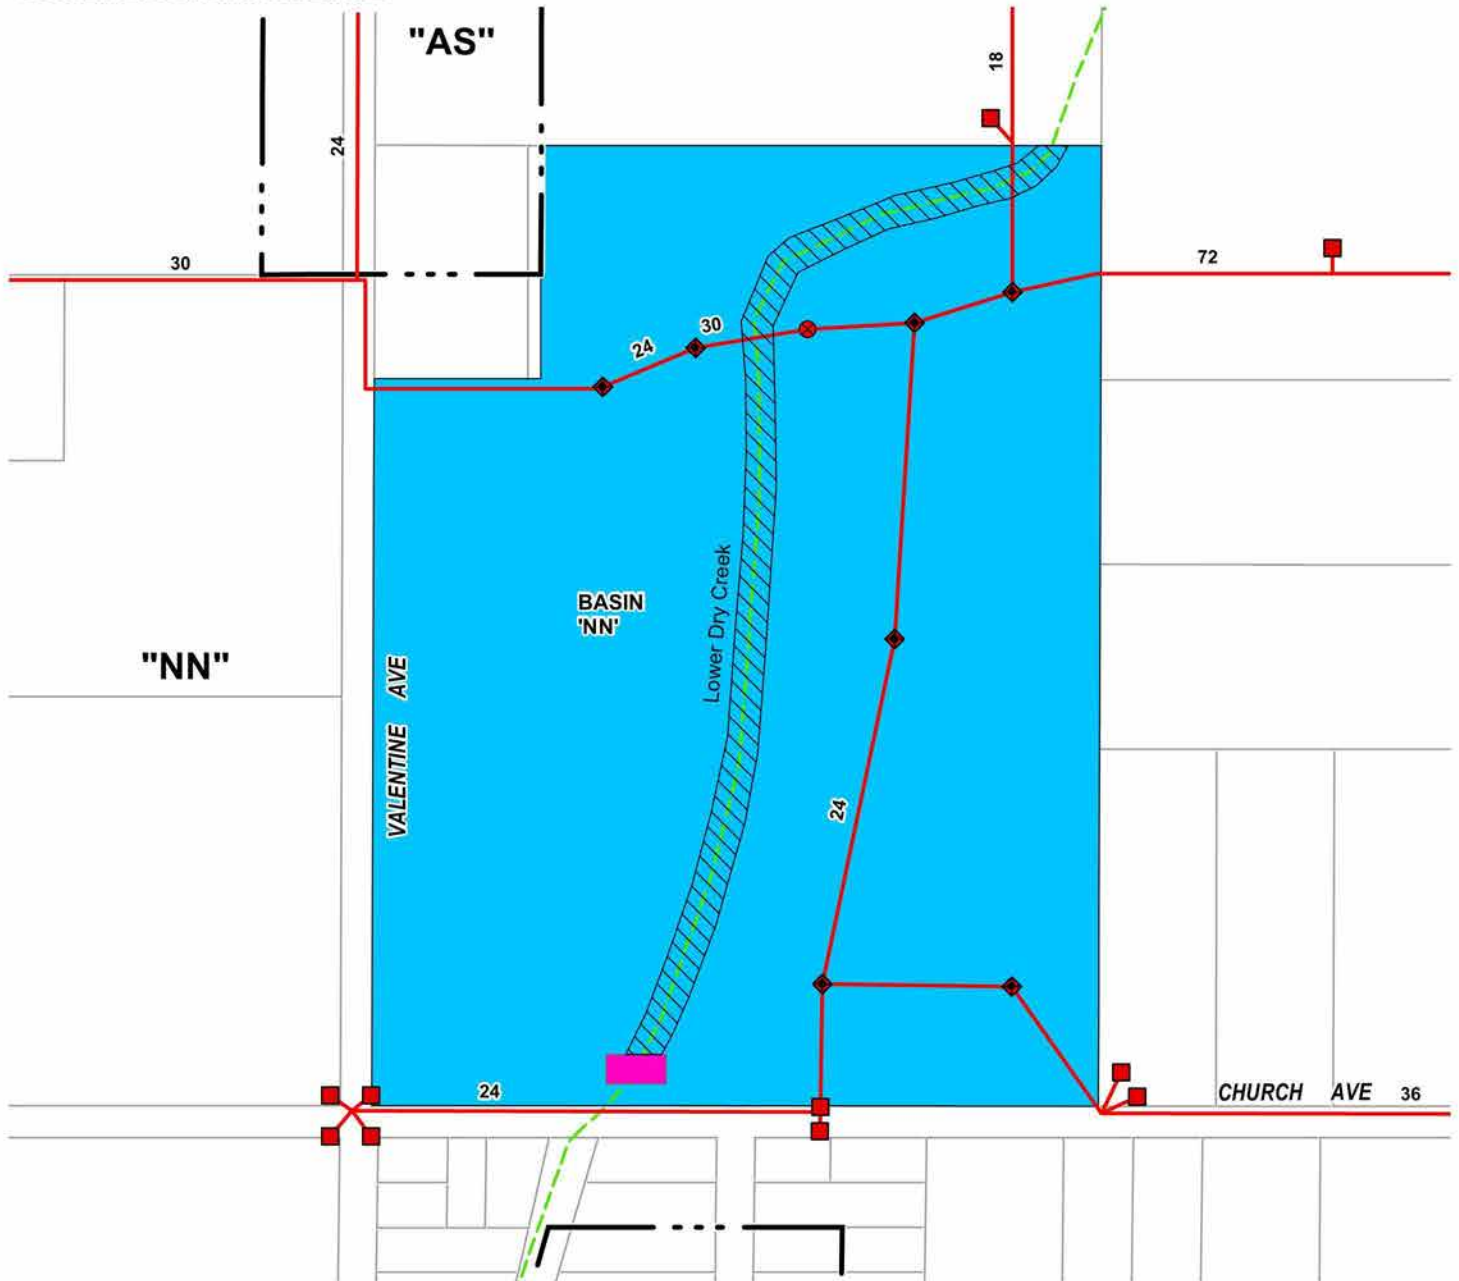 "AS"
18
24
30
72
30
24
BASIN
'NN'
Lower Dry Creek
"NN"
VALENTINE AVE
24
24
CHURCH AVE 36